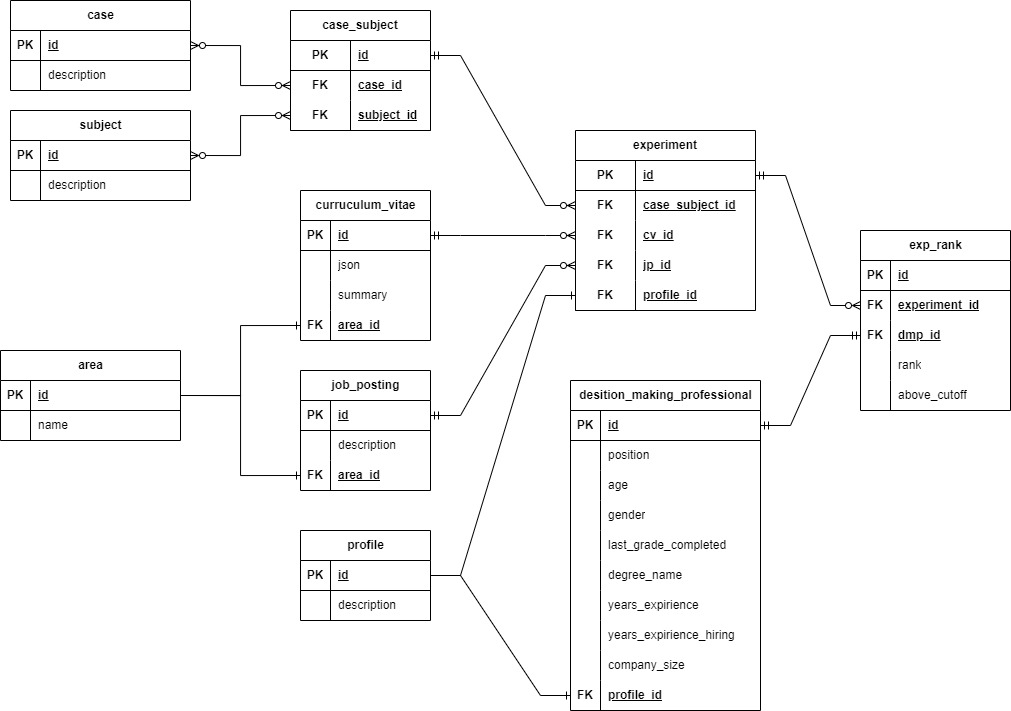 case
PK id
description
subject
PK id
description
case_subject
PK id
FK case_id
FK subject_id
curruculum_vitae
PK id
json
summary
FK area_id
area
PK id
name
job_posting
PK id
description
FK area_id
profile
PK id
description
experiment
PK id
FK case_subject_id
FK cv_id
FK jp_id
FK profile_id
desition_making_professional
PK id
position
age
gender
last_grade_completed
degree_name
years_expirience
years_expirience_hiring
company_size
FK profile_id
exp_rank
PK id
FK experiment_id
FK dmp_id
rank
above_cutoff